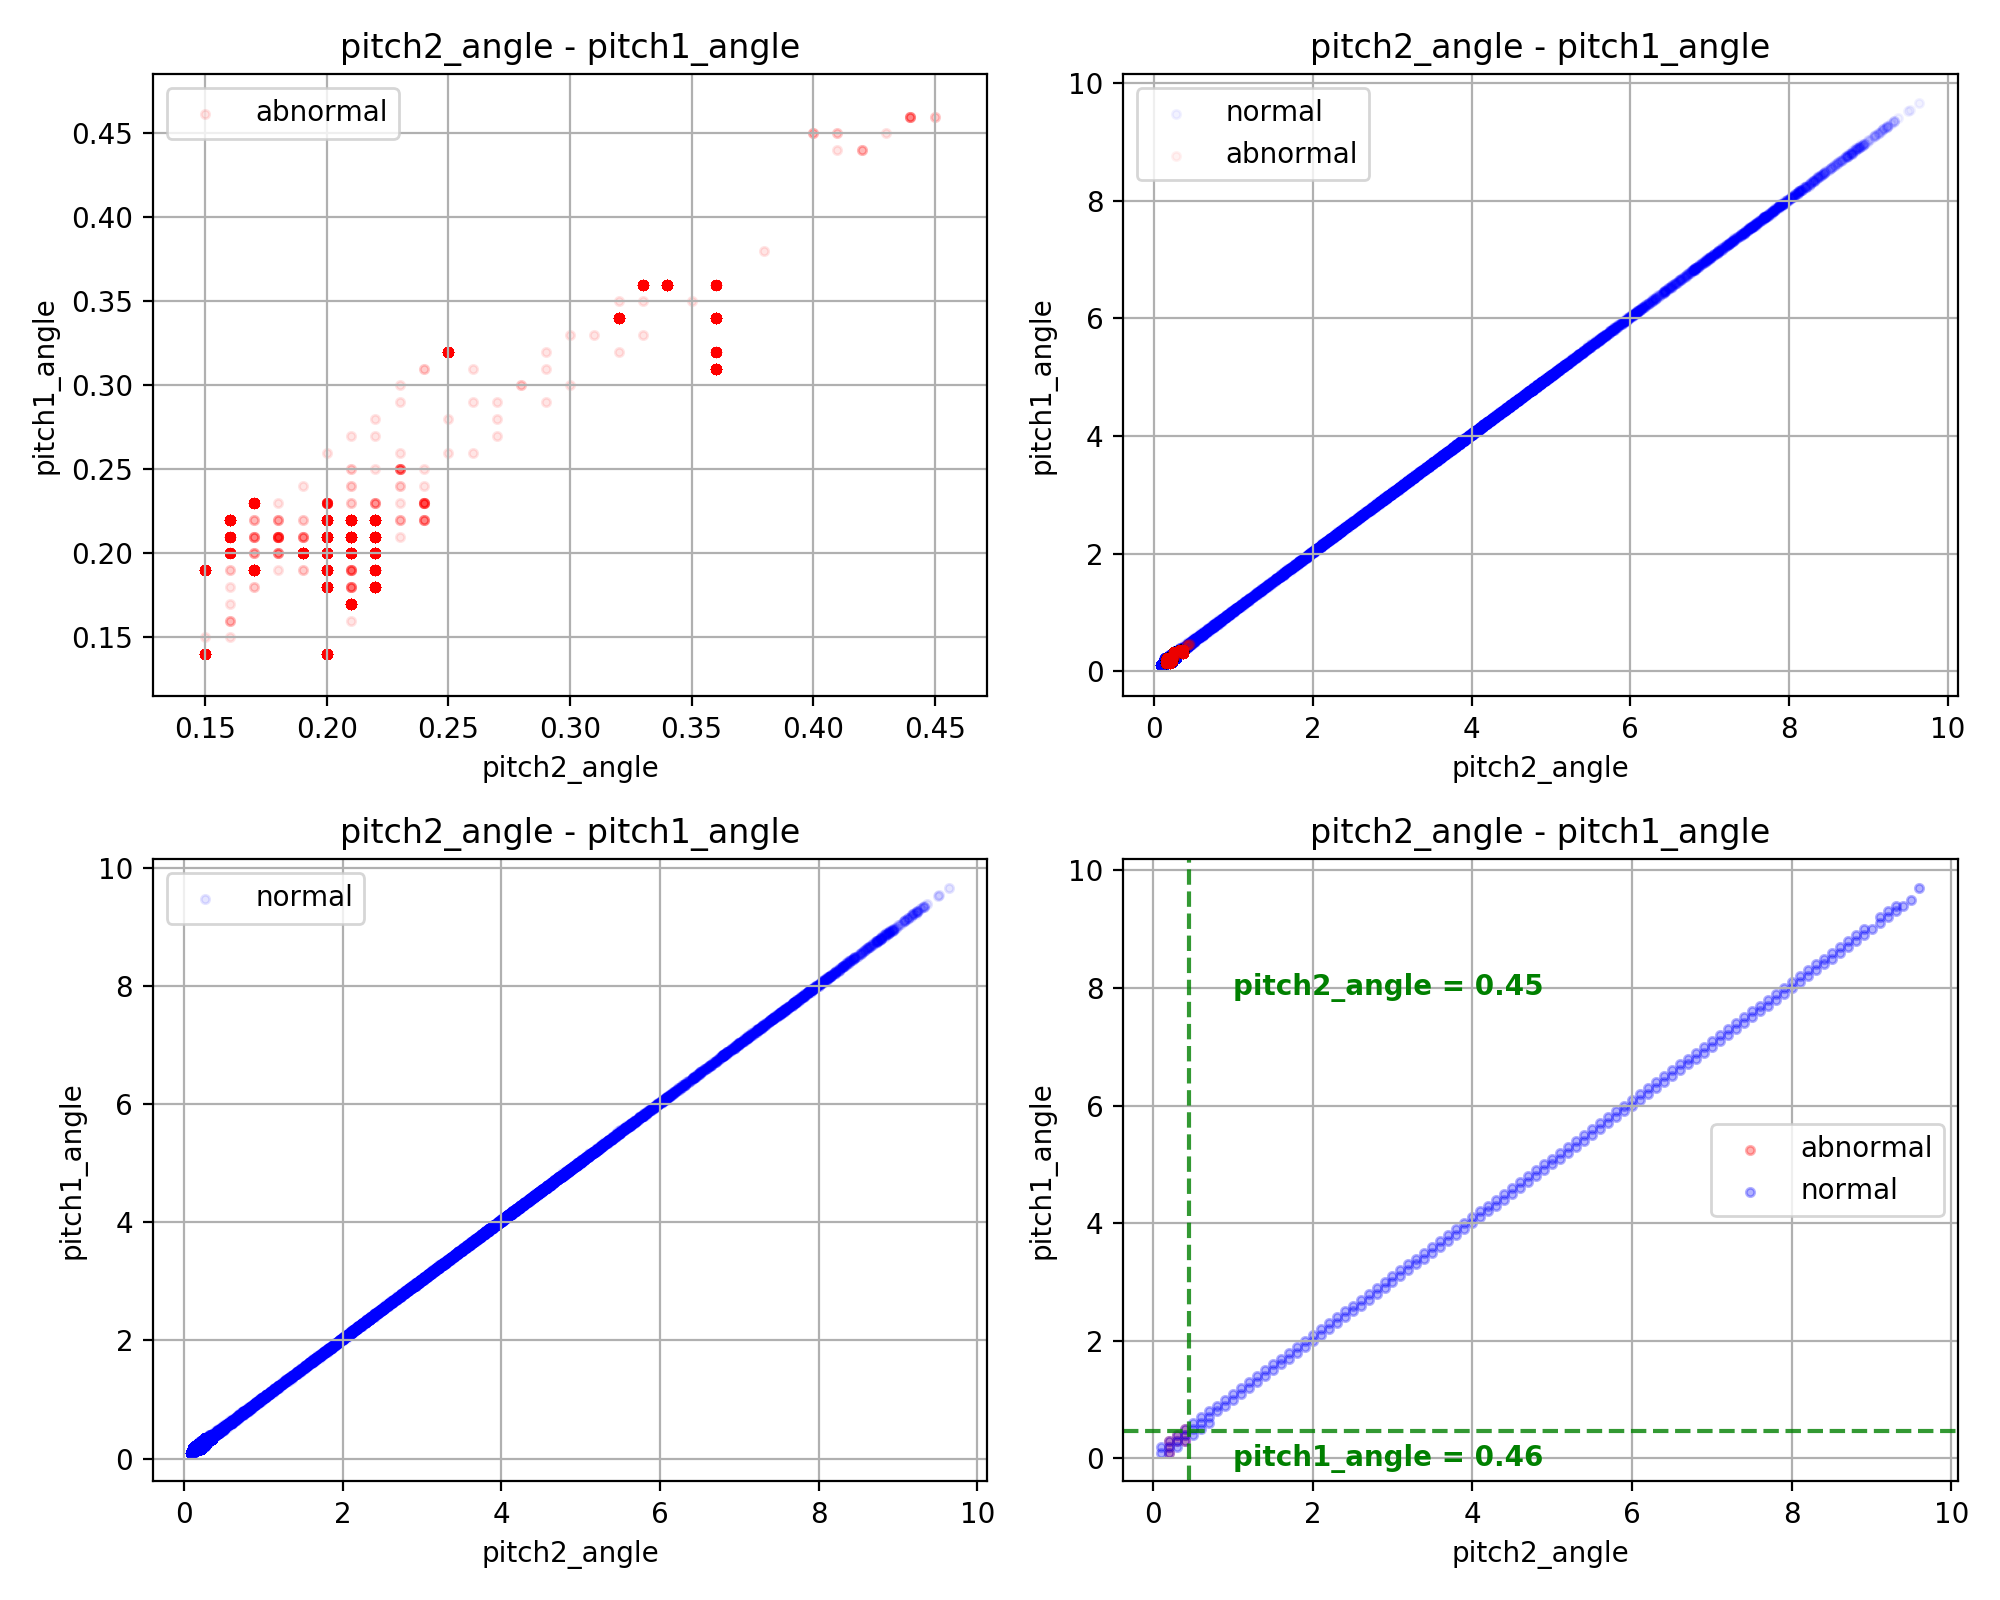 pitch2_angle - pitch1_angle
abnormal
0.45
0.40
0.35
0.30
0.25
0.20
0.15
pitch1_angle
0.15 0.20 0.25 0.30 0.35 0.40 0.45
pitch2_angle
pitch2_angle - pitch1_angle
normal
abnormal
10
8
6
4
2
0
pitch1_angle
0 2 4 6 8 10
pitch2_angle
pitch2_angle - pitch1_angle
normal
10
8
6
4
2
0
pitch1_angle
0 2 4 6 8 10
pitch2_angle
pitch2_angle - pitch1_angle
pitch2_angle = 0.45
abnormal
normal
pitch1_angle = 0.46
10
8
6
4
2
0
pitch1_angle
0 2 4 6 8 10
pitch2_angle